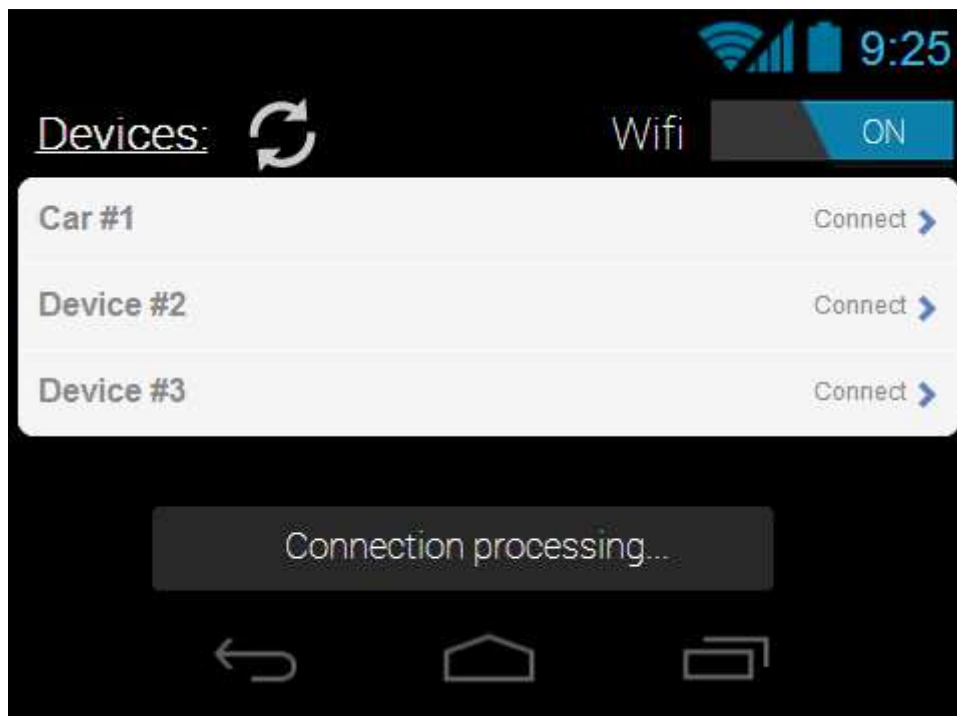 9:25
Devices: Wifi ON
Car #1 Connect
Device #2 Connect
Device #3 Connect
Connection processing...